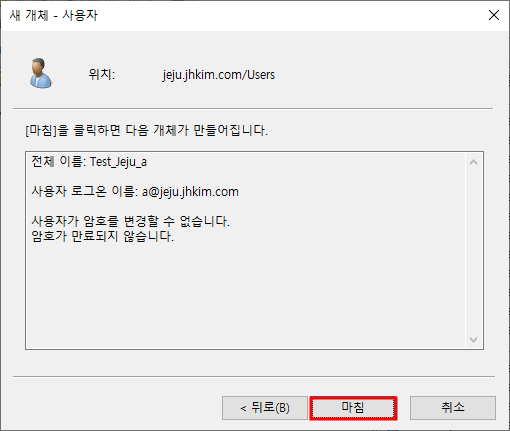 새 개체 - 사용자
위치: jeju.jhkim.com/Users
[마침]을 클릭하면 다음 개체가 만들어집니다.
전체 이름: Test_Jeju_a
사용자 로그온 이름: a@jeju.jhkim.com
사용자가 암호를 변경할 수 없습니다.
암호가 만료되지 않습니다.
< 뒤로(B) 마침 취소